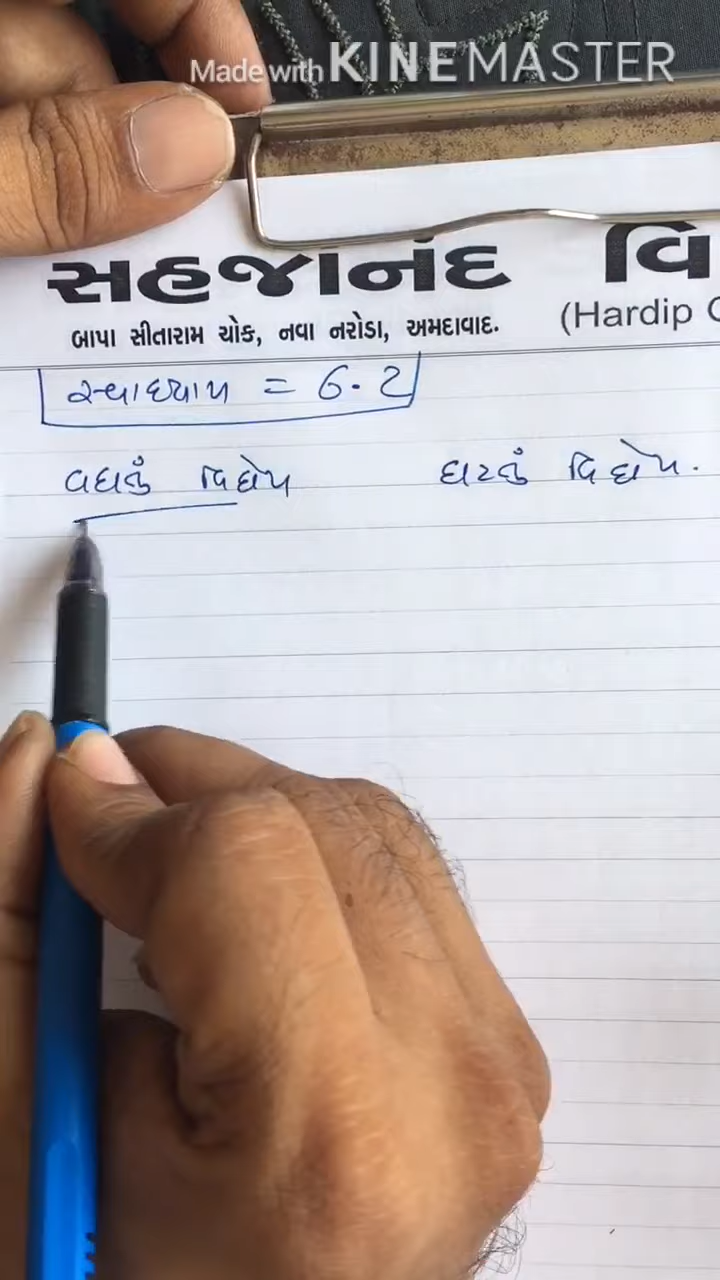 Made with KINEMASTER
સહજાનંદ વિ
બાપા સીતારામ ચોક, નવા નરોડા, અમદાવાદ.
(Hardip
સ્વાધ્યાય = 6.2
વધતું વિધેય ઘટતું વિધેય.